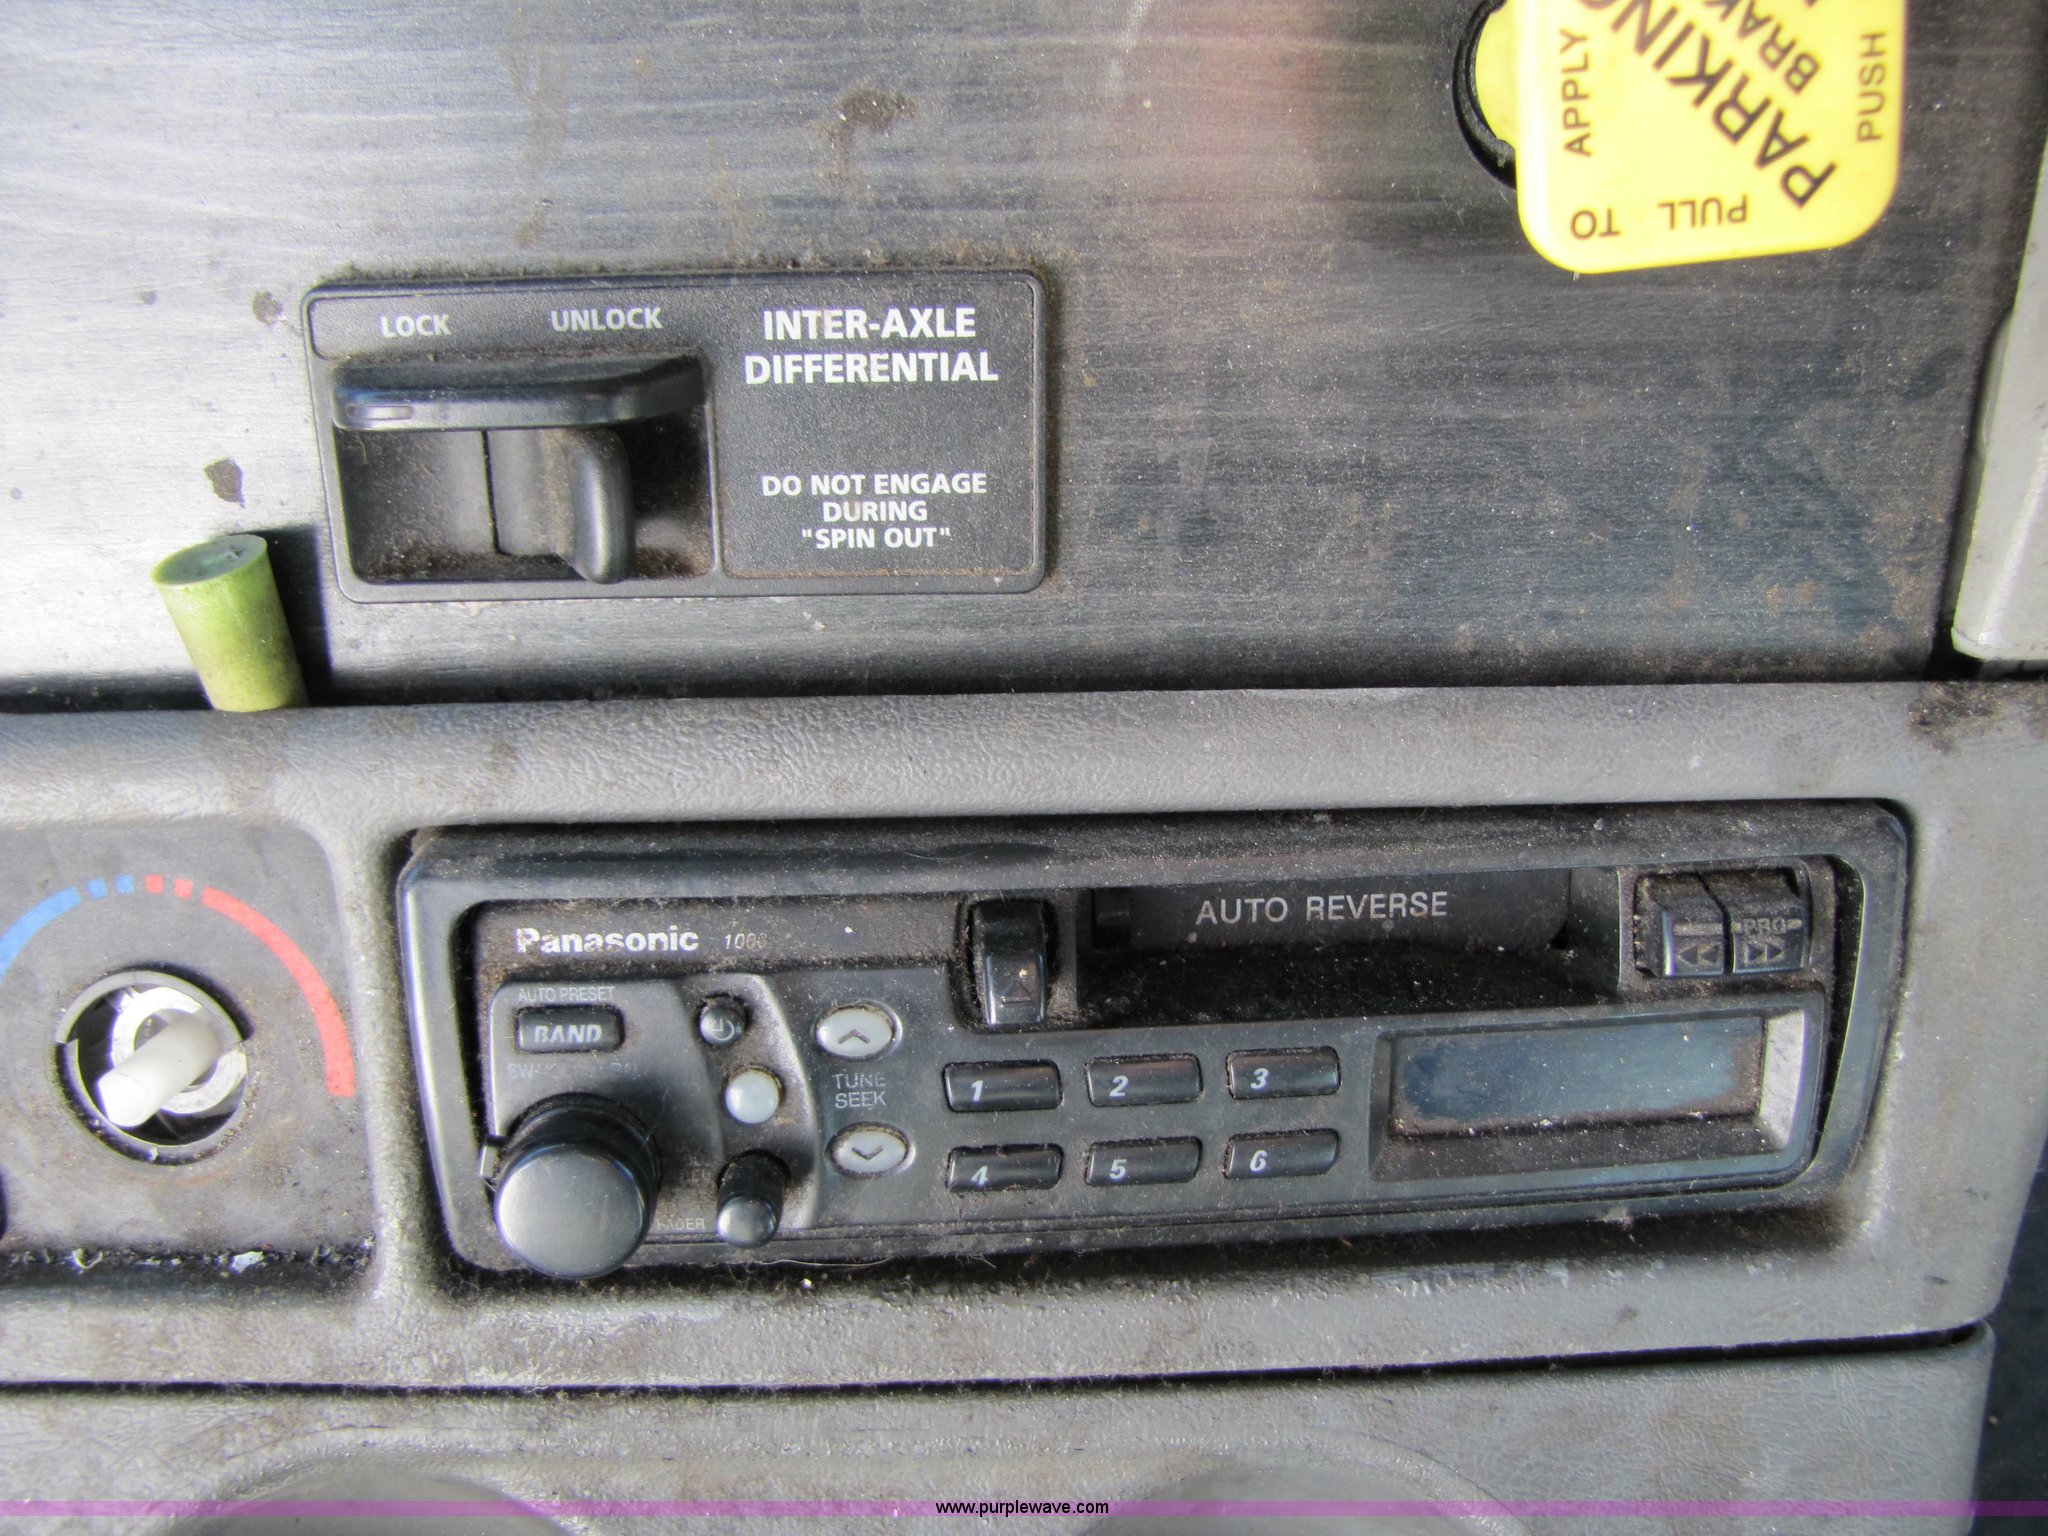 PARKING
BRAKE
APPLY
PUSH
TO
PULL
LOCK
UNLOCK
INTER-AXLE
DIFFERENTIAL
DO NOT ENGAGE
DURING
"SPIN OUT"
AUTO REVERSE
Panasonic
PRG
AUTO PRESET
BAND
TUNE
SEEK
1
2
3
4
5
6
FADER
www.purplewave.com